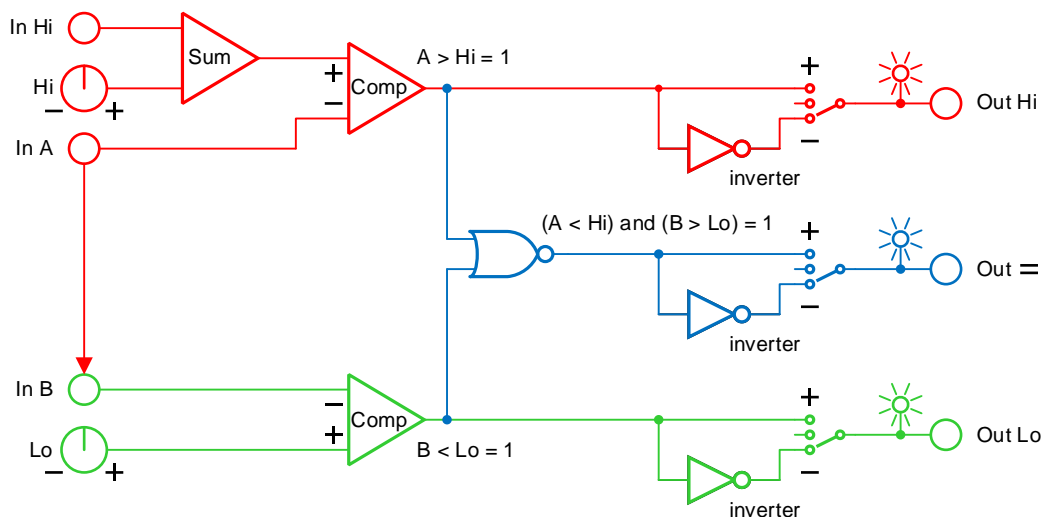 In Hi
Sum
Hi
− +
In A
+
−
Comp
A > Hi = 1
+
−
inverter
Out Hi
(A < Hi) and (B > Lo) = 1
+
−
inverter
Out =
In B
Lo
− +
−
+
Comp
B < Lo = 1
+
−
inverter
Out Lo